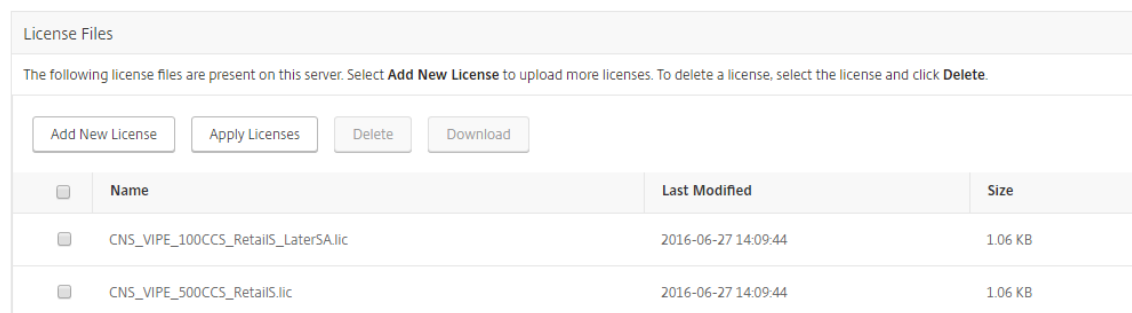 License Files
The following license files are present on this server. Select Add New License to upload more licenses. To delete a license, select the license and click Delete.
Add New License Apply Licenses Delete Download
Name Last Modified Size
CNS_VIPE_100CCS_RetailS_LaterSA.lic 2016-06-27 14:09:44 1.06 KB
CNS_VIPE_500CCS_RetailS.lic 2016-06-27 14:09:44 1.06 KB